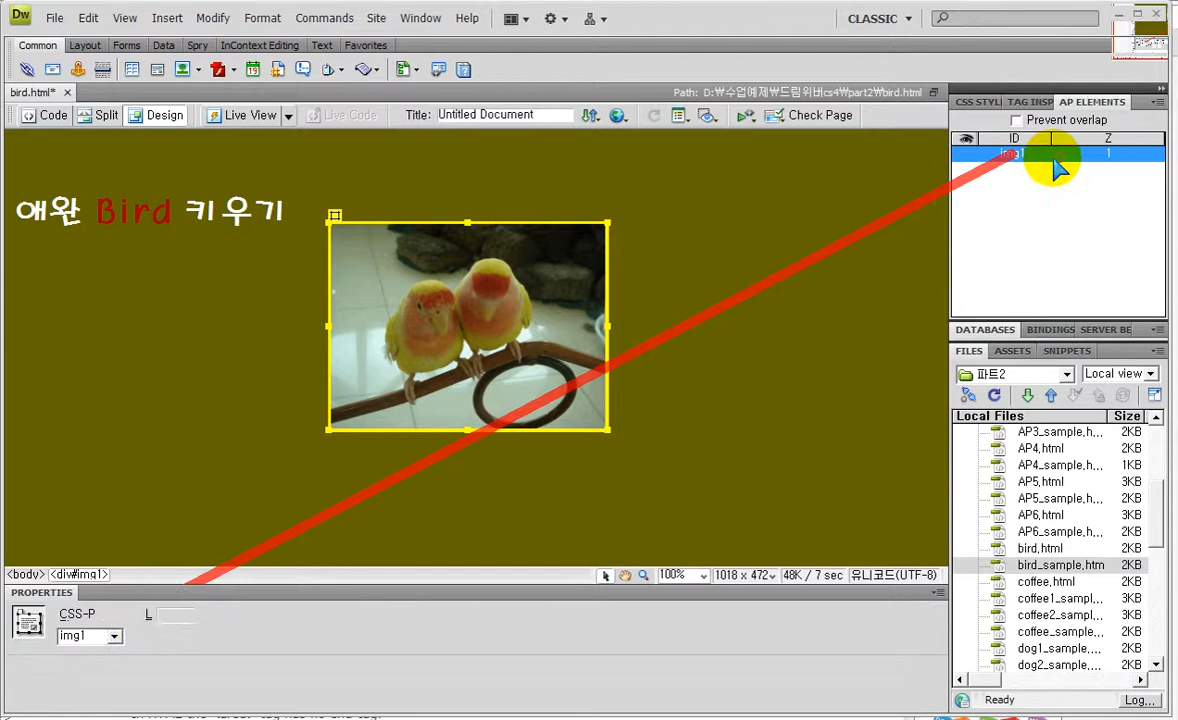 Dw File Edit View Insert Modify Format Commands Site Window Help CLASSIC
Common Layout Forms Data Spry InContext Editing Text Favorites
bird.html* Path: D:₩수업예제₩드림위버cs4₩part2₩bird.html
Code Split Design Live View Live Code Title: Untitled Document Check Page
CSS STYL TAG INSP AP ELEMENTS
Prevent overlap
ID Z
img1 1
애완 Bird 키우기
DATABASES BINDINGS SERVER BE
FILES ASSETS SNIPPETS
파트2 Local view
Local Files Size
AP3_sample,h... 2KB
AP4,html 2KB
AP4_sample,h... 1KB
AP5,html 3KB
AP5_sample,h... 2KB
AP6,html 3KB
AP6_sample,h... 2KB
bird,html 2KB
bird_sample,htm 2KB
coffee,html 2KB
coffee1_sampl... 3KB
coffee2_sampl... 3KB
coffee_sample,... 2KB
dog1_sample,... 2KB
dog2_sample,... 2KB
<body> <div#img1> 100% 1018 x 472 48K / 7 sec 유니코드(UTF-8)
PROPERTIES
CSS-P L
img1
Ready Log...